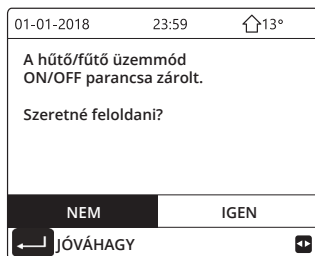 01-01-2018 23:59 13°
A hűtő/fűtő üzemmód
ON/OFF parancsa zárolt.
Szeretné feloldani?
NEM IGEN
JÓVÁHAGY